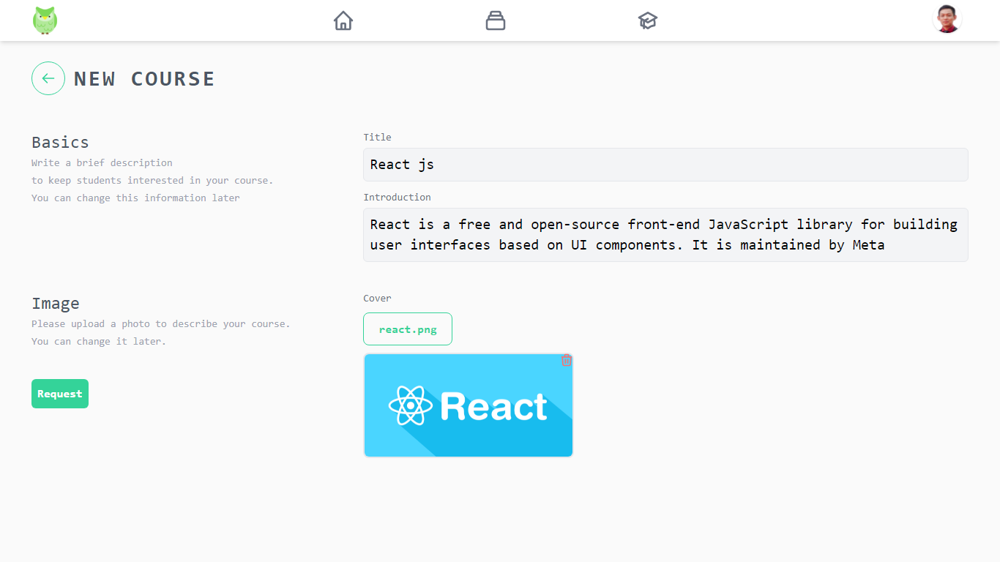 NEW COURSE
Basics
Write a brief description
to keep students interested in your course.
You can change this information later
Title
React js
Introduction
React is a free and open-source front-end JavaScript library for building
user interfaces based on UI components. It is maintained by Meta
Image
Please upload a photo to describe your course.
You can change it later.
Cover
react.png
Request
React